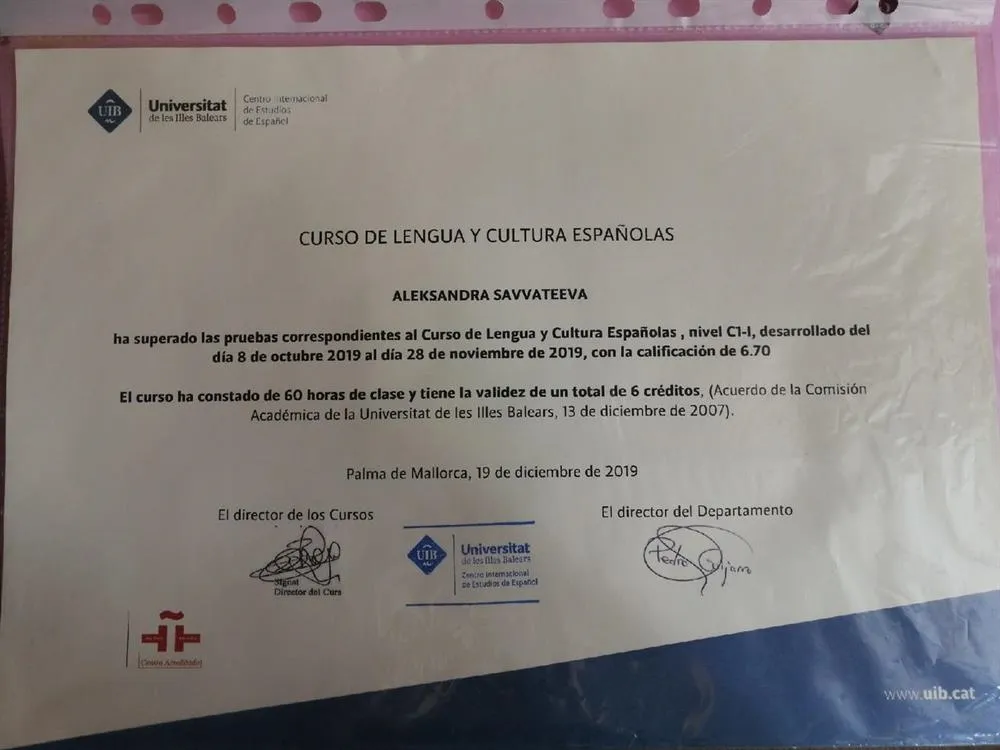 UIB
Universitat
de les Illes Balears
Centro Internacional
de Estudios
de Español
CURSO DE LENGUA Y CULTURA ESPAÑOLAS
ALEKSANDRA SAVVATEEVA
ha superado las pruebas correspondientes al Curso de Lengua y Cultura Españolas , nivel C1-I, desarrollado del
día 8 de octubre 2019 al día 28 de noviembre de 2019, con la calificación de 6.70
El curso ha constado de 60 horas de clase y tiene la validez de un total de 6 créditos, (Acuerdo de la Comisión
Académica de la Universitat de les Illes Balears, 13 de diciembre de 2007).
Palma de Mallorca, 19 de diciembre de 2019
El director de los Cursos
El director del Departamento
Signat
Director del Curs
UIB
Universitat
de les Illes Balears
Centro Internacional
de Estudios de Español
Pedro Guijarro
Centro Acreditado
www.uib.cat